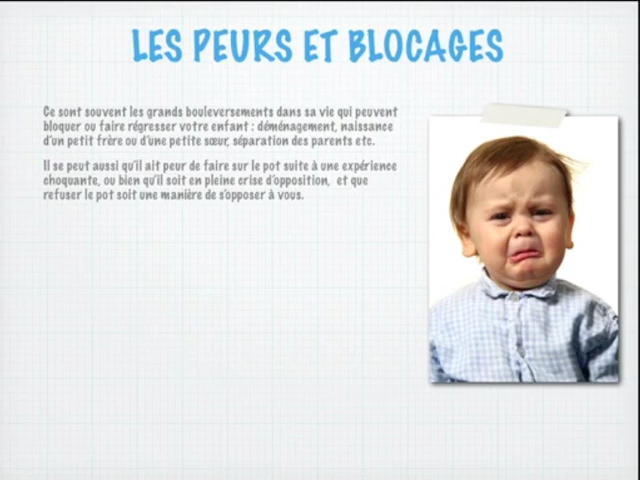 LES PEURS ET BLOCAGES
Ce sont souvent les grands bouleversements dans sa vie qui peuvent
bloquer ou faire régresser votre enfant : déménagement, naissance
d'un petit frère ou d'une petite sœur, séparation des parents etc.
Il se peut aussi qu'il ait peur de faire sur le pot suite à une expérience
choquante, ou bien qu'il soit en pleine crise d'opposition, et que
refuser le pot soit une manière de s'opposer à vous.